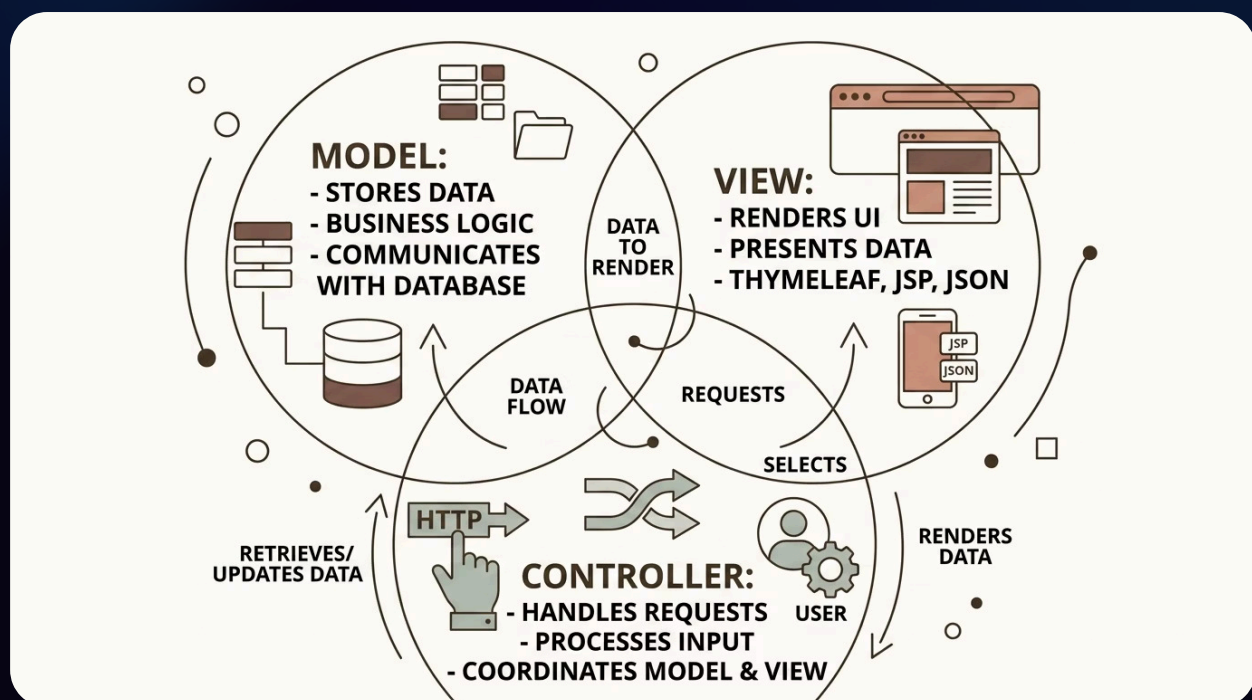 MODEL:
- STORES DATA
- BUSINESS LOGIC
- COMMUNICATES
WITH DATABASE
DATA
TO
RENDER
VIEW:
- RENDERS UI
- PRESENTS DATA
- THYMELEAF, JSP, JSON
JSP
JSON
DATA
FLOW
REQUESTS
SELECTS
HTTP
RETRIEVES/
UPDATES DATA
RENDERS
DATA
CONTROLLER:
- HANDLES REQUESTS
- PROCESSES INPUT
- COORDINATES MODEL & VIEW
USER